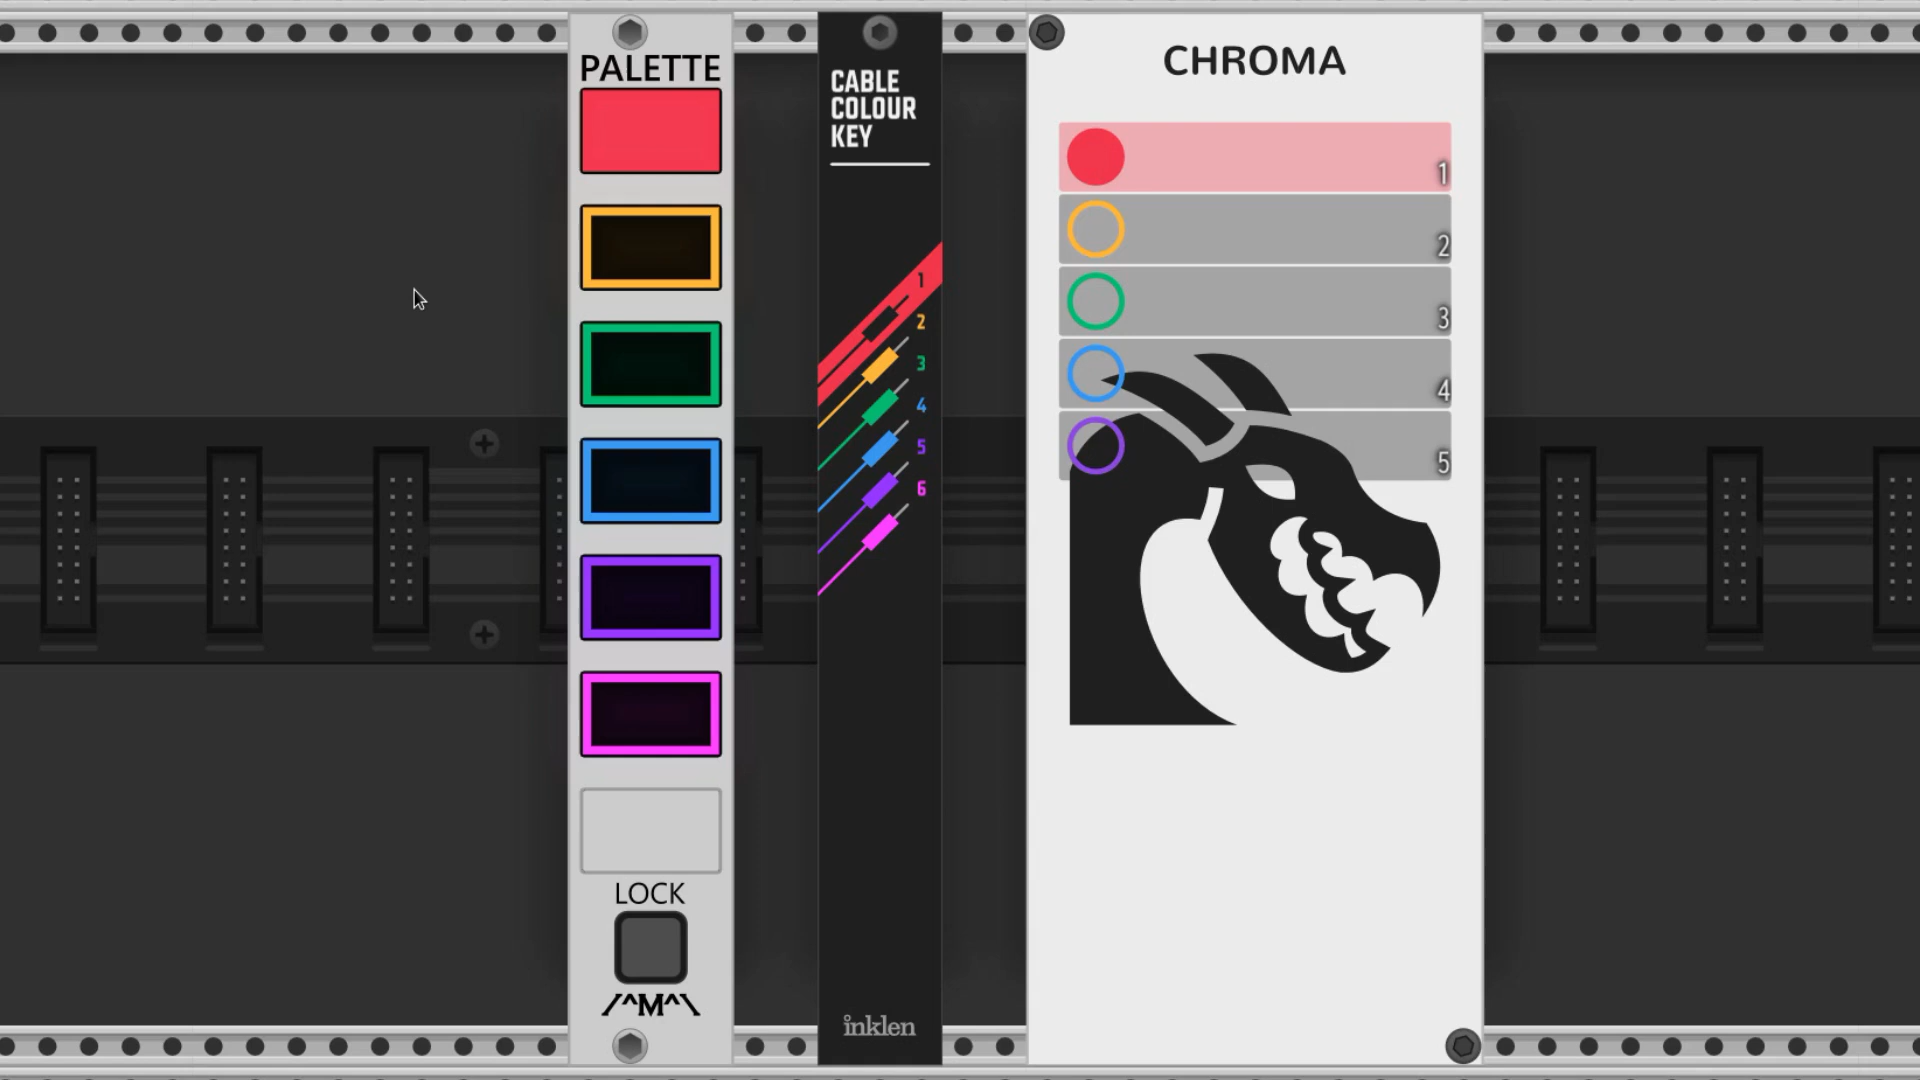 PALETTE
LOCK
/^M^\
CABLE
COLOUR
KEY
1
2
3
4
5
6
inklen
CHROMA
1
2
3
4
5